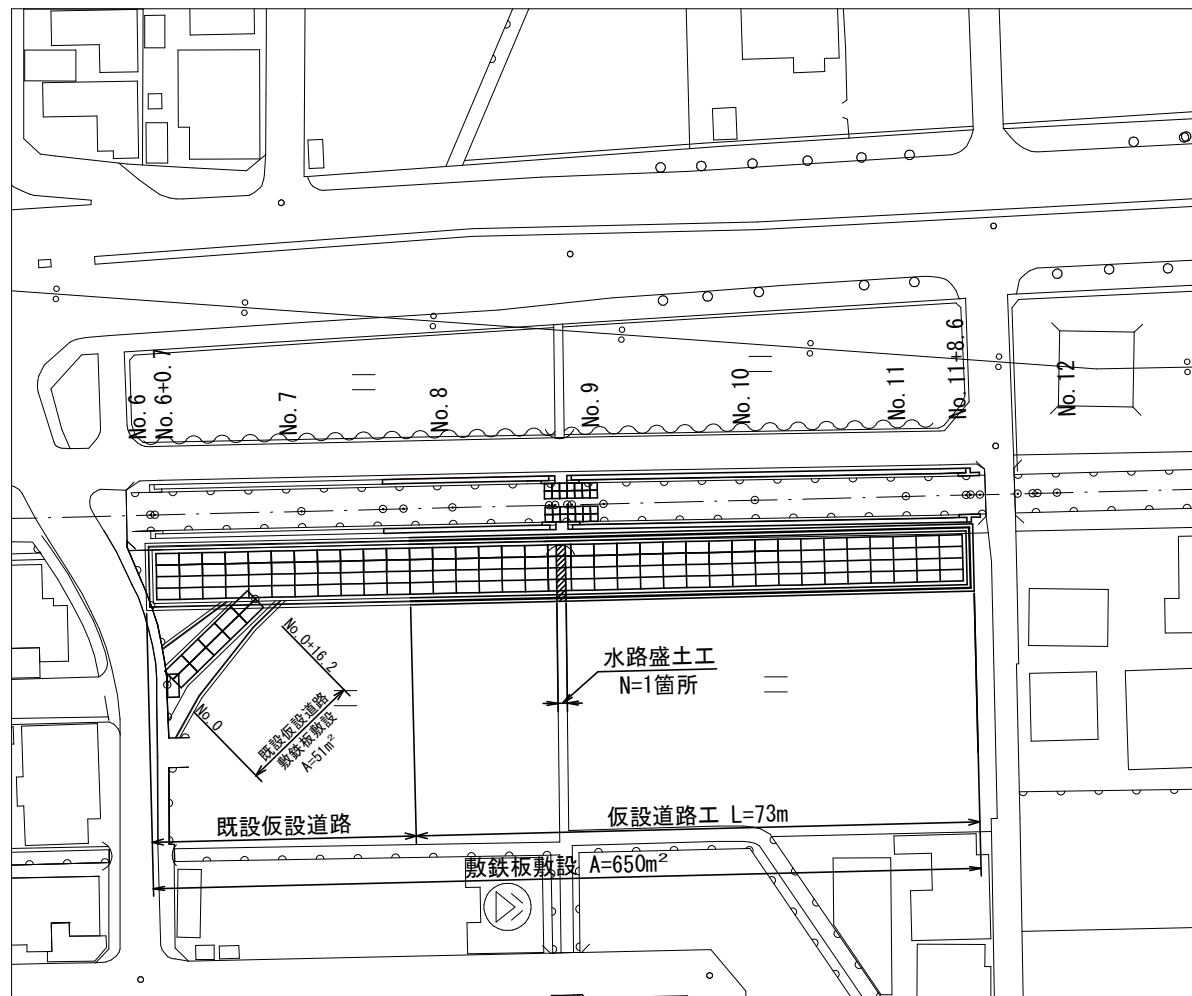 No.6
No.6+0.7
No.7
No.8
No.9
No.10
No.11
No.11+8.6
No.12
水路盛土工
N=1箇所
No.0+16.2
No.0
既設仮設道路
敷鉄板敷設
A=51m²
既設仮設道路
仮設道路工 L=73m
敷鉄板敷設 A=650m²